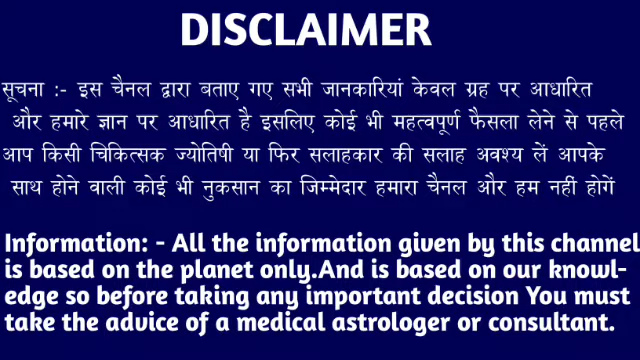 DISCLAIMER
सूचना :- इस चैनल द्वारा बताए गए सभी जानकारियां केवल ग्रह पर आधारित
और हमारे ज्ञान पर आधारित है इसलिए कोई भी महत्वपूर्ण फैसला लेने से पहले
आप किसी चिकित्सक ज्योतिषी या फिर सलाहकार की सलाह अवश्य लें आपके
साथ होने वाली कोई भी नुकसान का जिम्मेदार हमारा चैनल और हम नहीं होगें
Information: - All the information given by this channel
is based on the planet only.And is based on our knowl-
edge so before taking any important decision You must
take the advice of a medical astrologer or consultant.